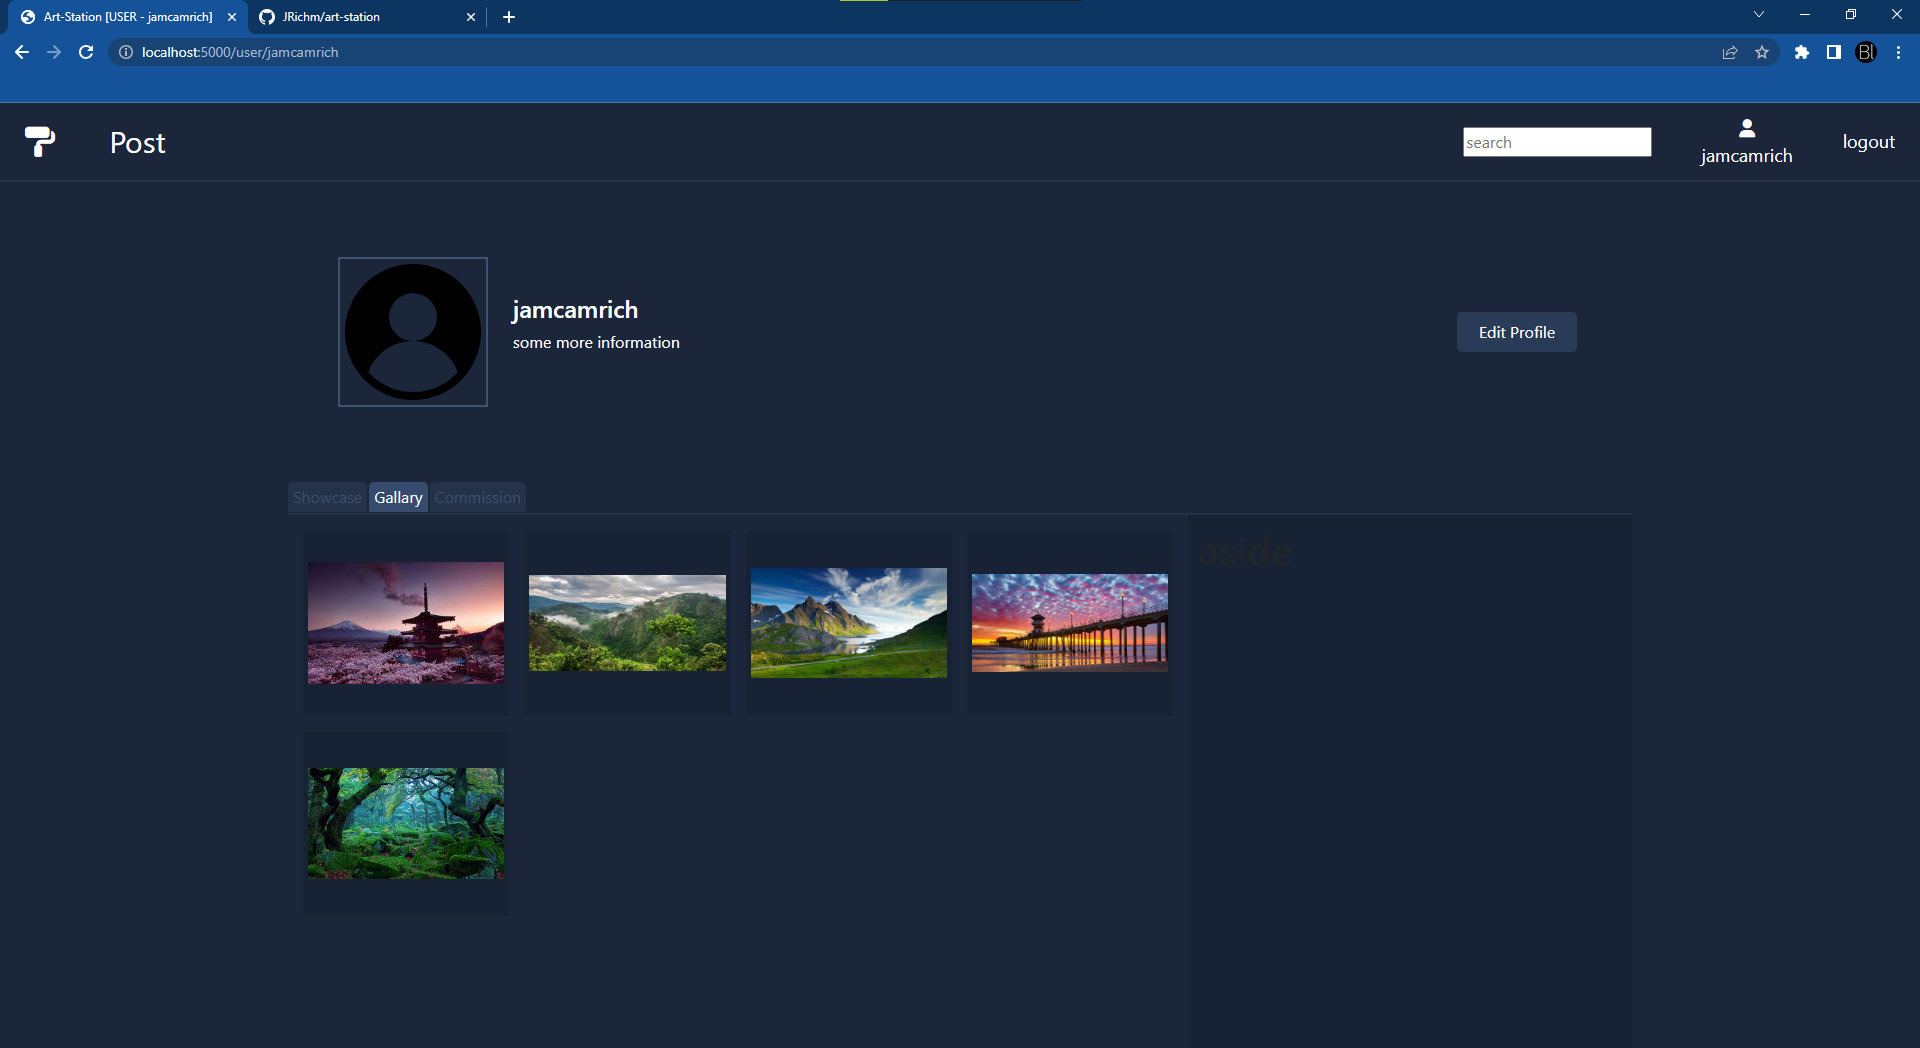 Art-Station [USER - jamcamrich]
JRichm/art-station
localhost:5000/user/jamcamrich
Bl
Post
search
jamcamrich
logout
jamcamrich
some more information
Edit Profile
Showcase Gallary Commission
aside